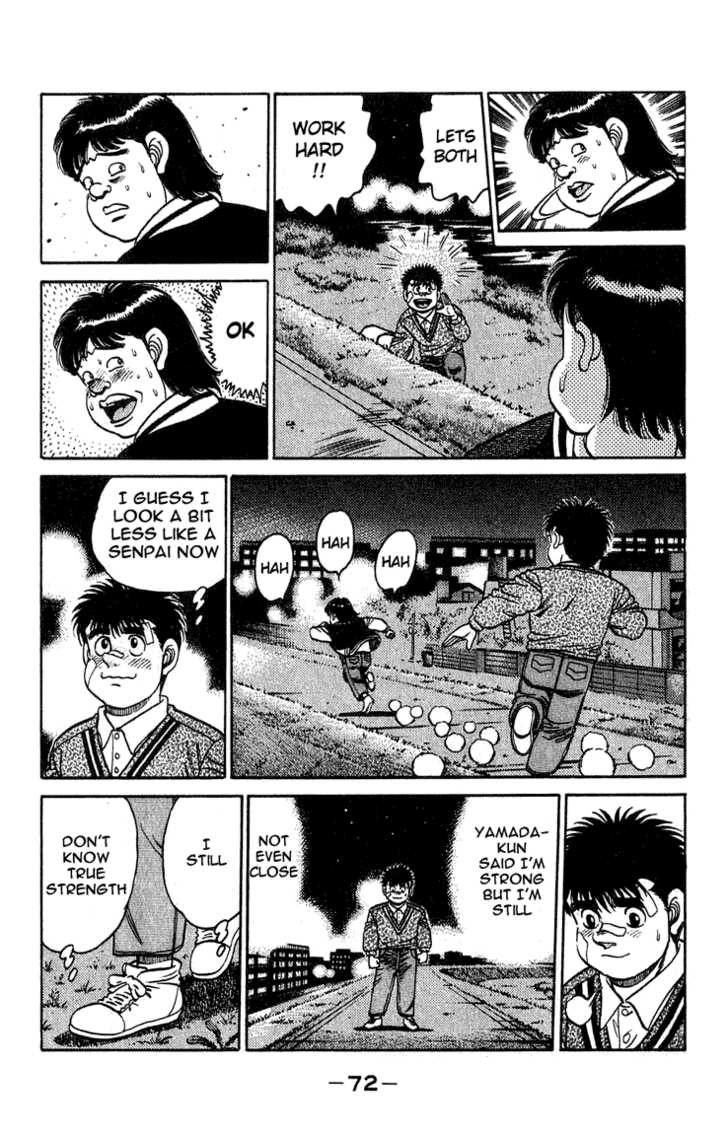 LETS
BOTH
WORK
HARD
!!
OK
HAH
HAH
HAH
I GUESS I
LOOK A BIT
LESS LIKE A
SENPAI NOW
YAMADA-
KUN
SAID I'M
STRONG
BUT I'M
STILL
NOT
EVEN
CLOSE
I
STILL
DON'T
KNOW
TRUE
STRENGTH
-72-